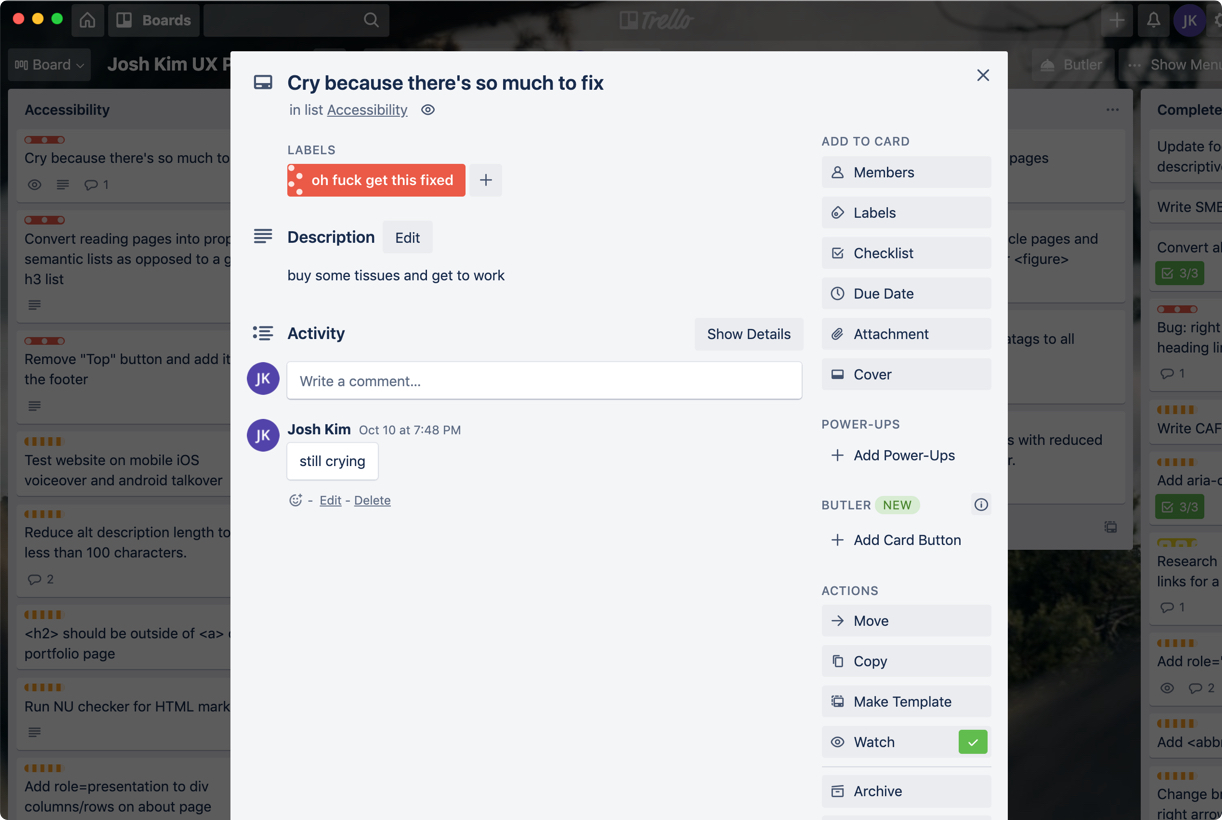 Boards
Trello
JK
Board
Josh Kim UX P
Butler
Show Menu
Accessibility
Cry because there's so much to
1
Convert reading pages into prop
semantic lists as opposed to a g
h3 list
Remove "Top" button and add it
the footer
Test website on mobile iOS
voiceover and android talkover
Reduce alt description length to
less than 100 characters.
2
<h2> should be outside of <a>
portfolio page
Run NU checker for HTML mark
Add role=presentation to div
columns/rows on about page
Cry because there's so much to fix
in list Accessibility
LABELS
oh fuck get this fixed
Description
Edit
buy some tissues and get to work
Activity
Show Details
JK
Write a comment...
JK
Josh Kim Oct 10 at 7:48 PM
still crying
- Edit - Delete
ADD TO CARD
Members
Labels
Checklist
Due Date
Attachment
Cover
POWER-UPS
Add Power-Ups
BUTLER NEW
Add Card Button
ACTIONS
Move
Copy
Make Template
Watch
Archive
pages
cle pages and
<figure>
atags to all
s with reduced
r.
Complete
Update fo
descriptive
Write SME
Convert al
3/3
Bug: right
heading lin
1
Write CAF
Add aria-c
3/3
Research
links for a
1
Add role="
2
Add <abbr
Change br
right arrow